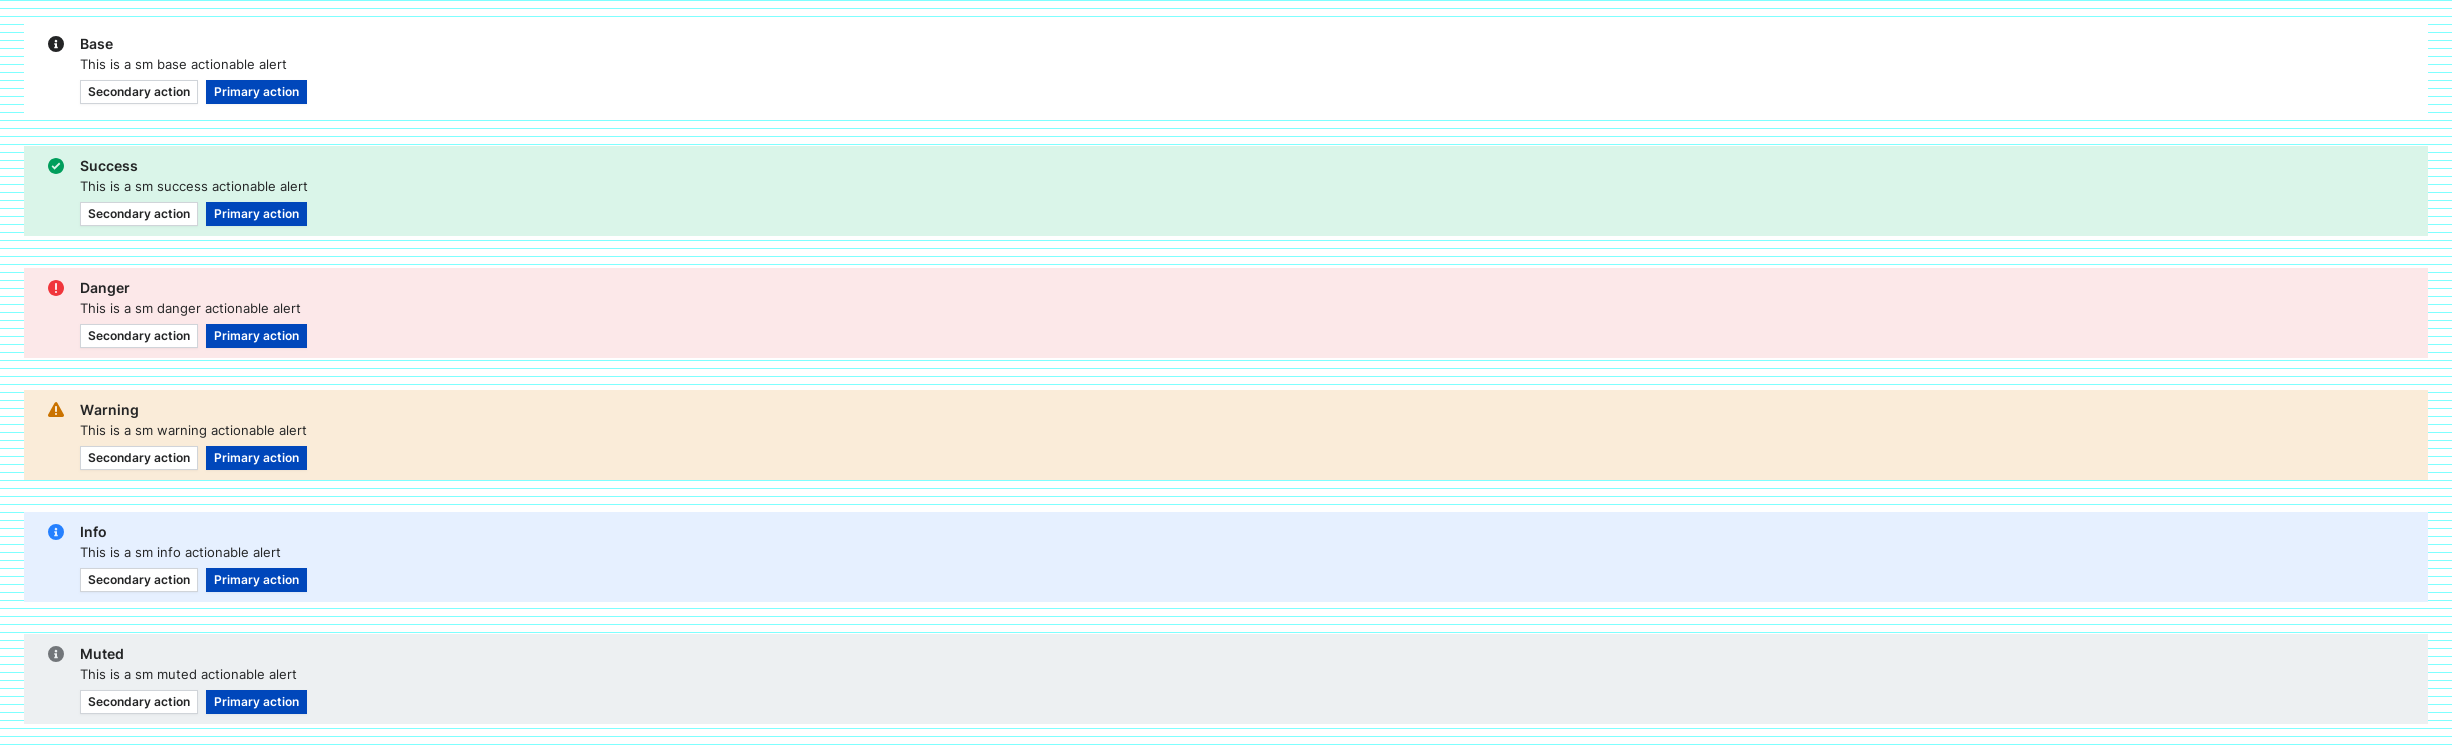 Base
This is a sm base actionable alert
Secondary action Primary action
Success
This is a sm success actionable alert
Secondary action Primary action
Danger
This is a sm danger actionable alert
Secondary action Primary action
Warning
This is a sm warning actionable alert
Secondary action Primary action
Info
This is a sm info actionable alert
Secondary action Primary action
Muted
This is a sm muted actionable alert
Secondary action Primary action